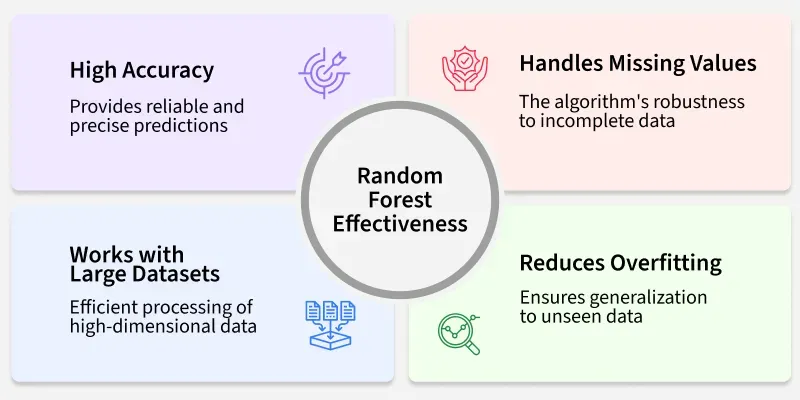 High Accuracy
Provides reliable and
precise predictions
Handles Missing Values
The algorithm's robustness
to incomplete data
Random
Forest
Effectiveness
Works with
Large Datasets
Efficient processing of
high-dimensional data
Reduces Overfitting
Ensures generalization
to unseen data